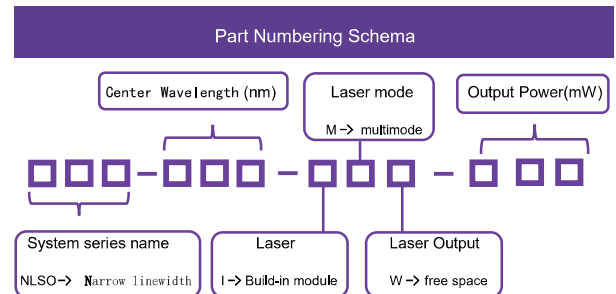 Part Numbering Schema
Center Wavelength (nm)
Laser mode
M→ multimode
Output Power(mW)
System series name
NLSO→ Narrow linewidth
Laser
I→ Build-in module
Laser Output
W→ free space